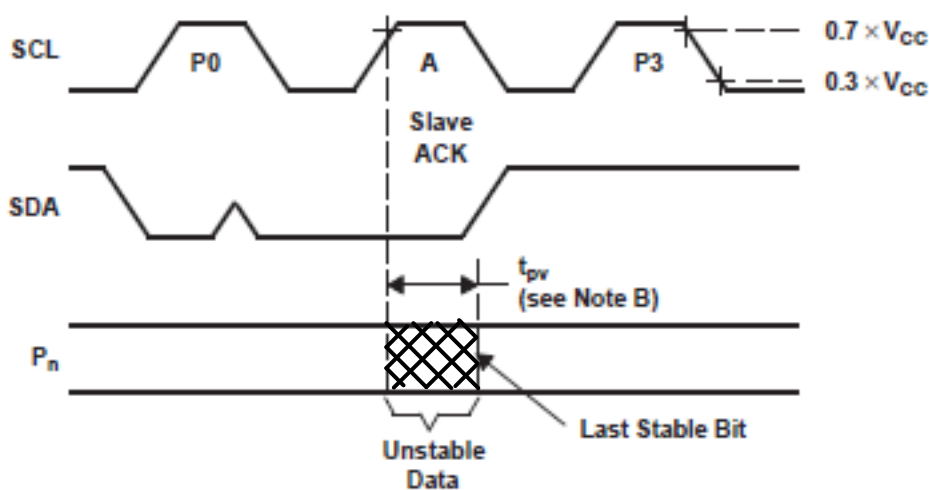 SCL
P0
A
P3
0.7 × VCC
0.3 × VCC
Slave
ACK
SDA
tpv
(see Note B)
Pn
Last Stable Bit
Unstable
Data